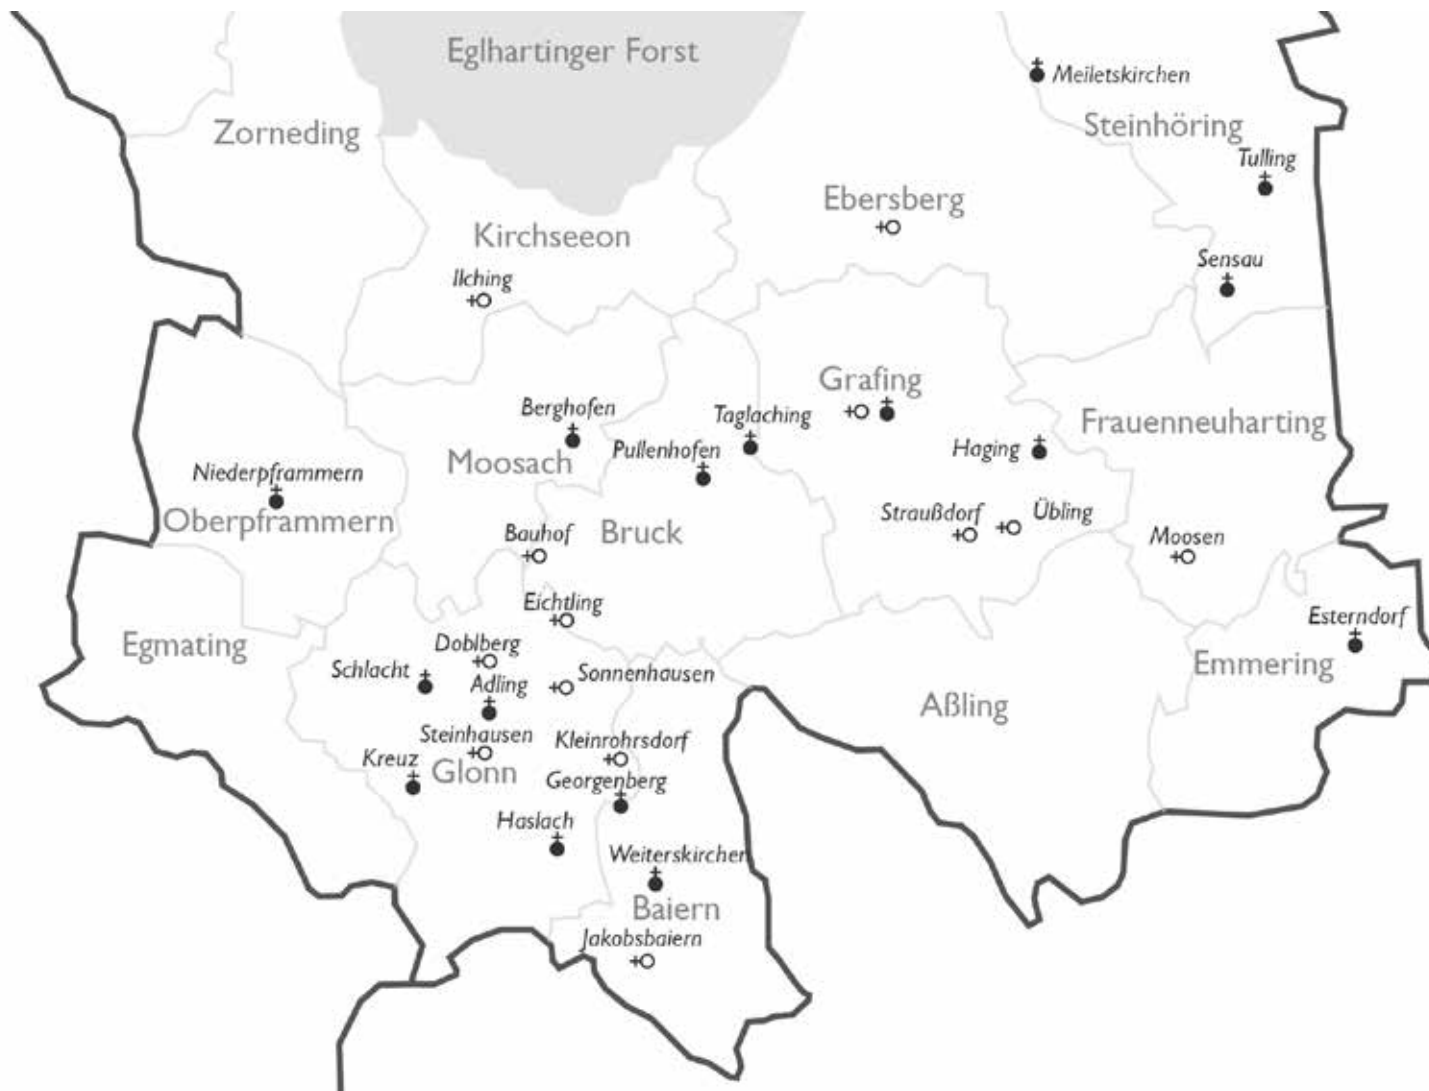 Eglhartinger Forst
Meiletskirchen
Zorneding
Steinhöring
Tulling
Ebersberg
Kirchseeon
Sensau
Ilching
Grafing
Berghofen
Taglaching
Frauenneuharting
Pullenhofen
Haging
Moosach
Niederpframmern
Oberpframmern
Straußdorf
Übling
Bauhof
Bruck
Moosen
Eichtling
Esterndorf
Egmating
Doblberg
Schlacht
Sonnenhausen
Emmering
Adling
Aßling
Steinhausen
Kleinrohrsdorf
Kreuz
Glonn
Georgenberg
Haslach
Weiterskirchen
Baiern
Jakobsbaiern